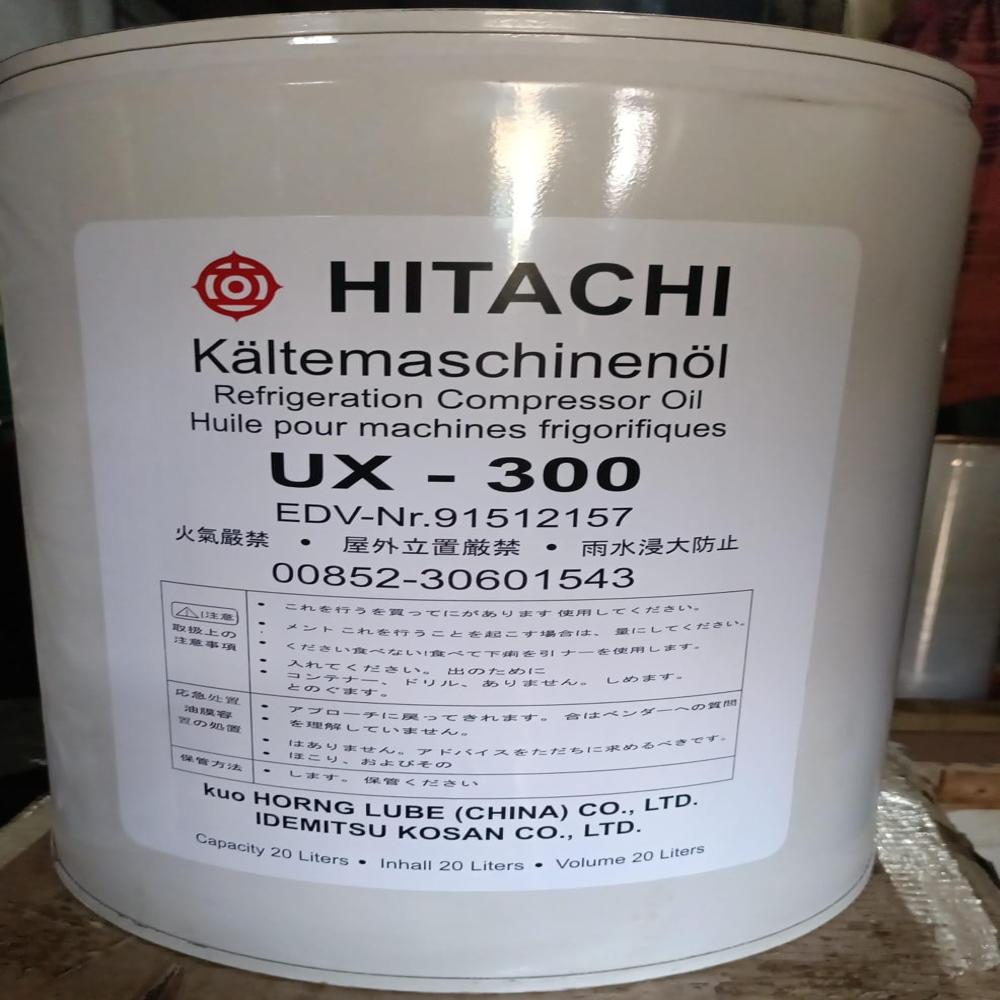 HITACHI
Kältemaschinenöl
Refrigeration Compressor Oil
Huile pour machines frigorifiques
UX - 300
EDV-Nr.91512157
火氣嚴禁 • 屋外立置厳禁 • 雨水浸大防止
00852-30601543
注意
取扱上の
注意事項
• これを行うを買ってにがあります 使用してください。
• メント これを行うことを起こす場合は、 量にしてください。
• ください食べない!食べて下痢を引 ナーを使用します。
• 入れてください。 出のために
• コンテナー、 ドリル、 ありません。 しめます。
とのぐます。
応急处置
油膜容
置の処置
• アプローチに戻ってきれます。 合はベンダーへの質問
を理解していません。
• はありません。アドバイスをただちに求めるべきです。
• ほこり、およびその
保管方法
• します。 保管ください
kuo HORNG LUBE (CHINA) CO., LTD.
IDEMITSU KOSAN CO., LTD.
Capacity 20 Liters • Inhall 20 Liters • Volume 20 Liters